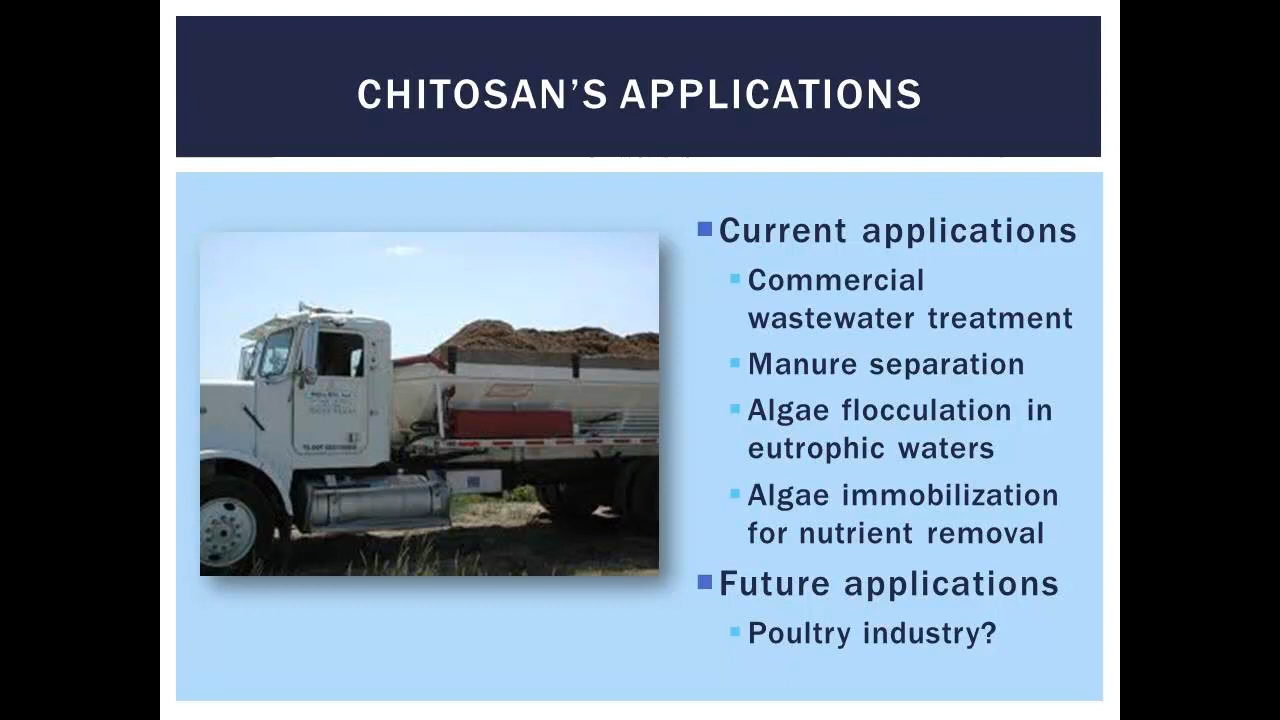 CHITOSAN'S APPLICATIONS
Current applications
Commercial
wastewater treatment
Manure separation
Algae flocculation in
eutrophic waters
Algae immobilization
for nutrient removal
Future applications
Poultry industry?